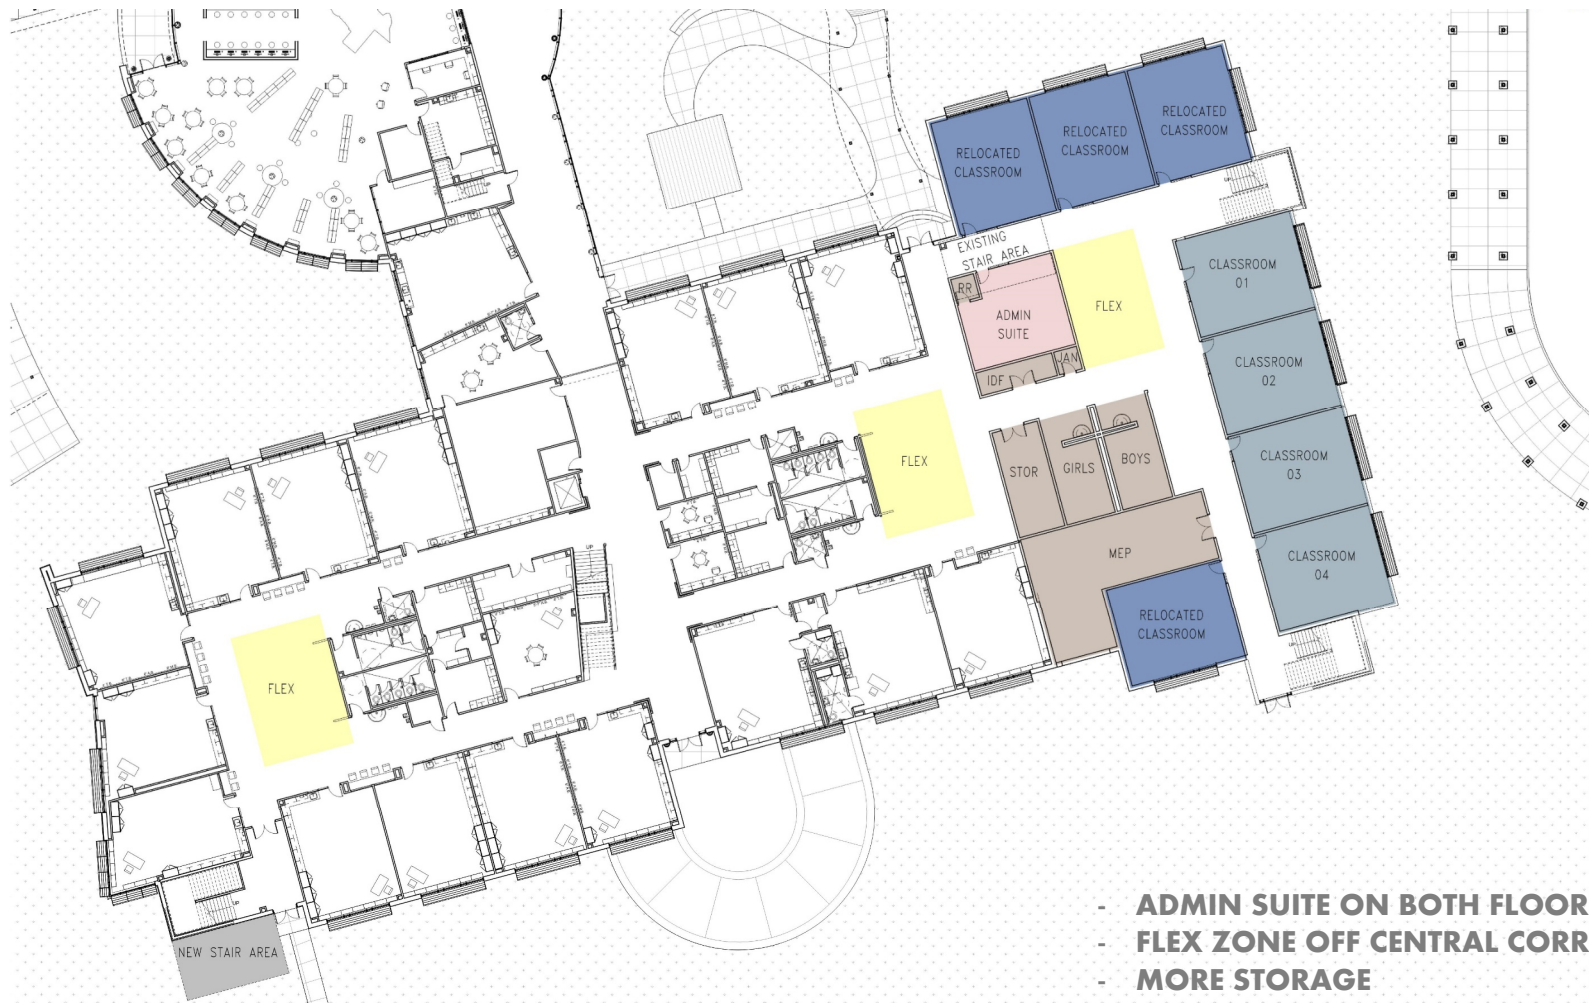 RELOCATED
CLASSROOM
RELOCATED
CLASSROOM
RELOCATED
CLASSROOM
EXISTING
STAIR AREA
RR
ADMIN
SUITE
FLEX
IDF
JAN
CLASSROOM
01
CLASSROOM
02
CLASSROOM
03
CLASSROOM
04
FLEX
STOR
GIRLS
BOYS
MEP
RELOCATED
CLASSROOM
UP
UP
FLEX
NEW STAIR AREA
- ADMIN SUITE ON BOTH FLOOR
- FLEX ZONE OFF CENTRAL CORR
- MORE STORAGE